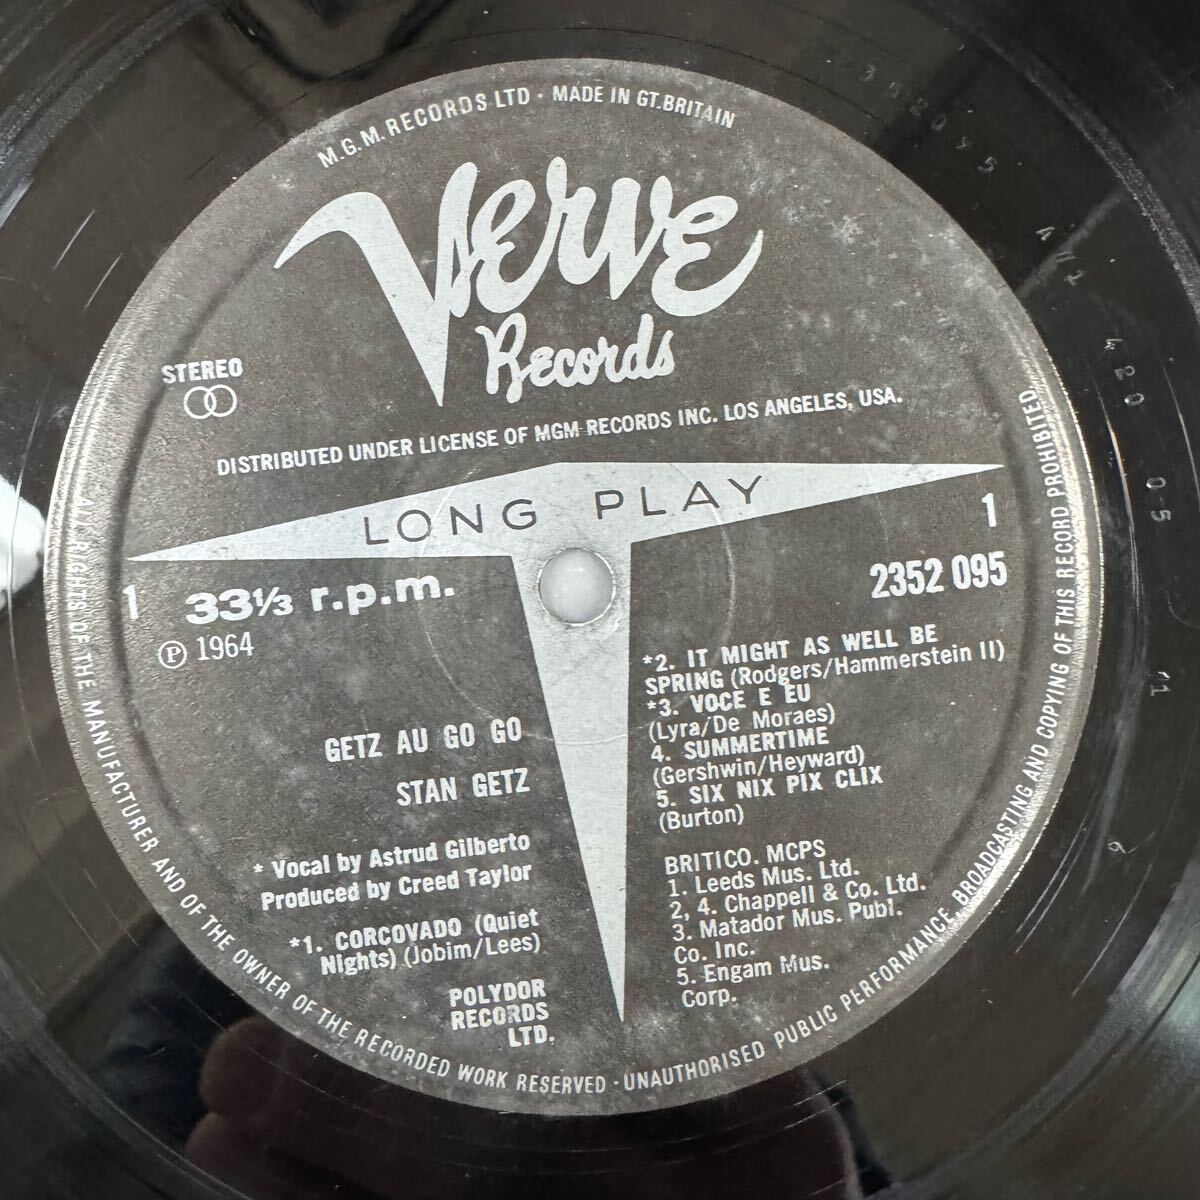 M.G.M. RECORDS LTD · MADE IN GT.BRITAIN
Verve
Records
STEREO
DISTRIBUTED UNDER LICENSE OF MGM RECORDS INC. LOS ANGELES, USA.
LONG PLAY
1
1
33⅓ r.p.m.
2352 095
℗ 1964
GETZ AU GO GO
STAN GETZ
* Vocal by Astrud Gilberto
Produced by Creed Taylor
*1. CORCOVADO (Quiet
Nights) (Jobim/Lees)
POLYDOR
RECORDS
LTD.
*2. IT MIGHT AS WELL BE
SPRING (Rodgers/Hammerstein II)
*3. VOCE E EU
(Lyra/De Moraes)
4. SUMMERTIME
(Gershwin/Heyward)
5. SIX NIX PIX CLIX
(Burton)
BRITICO. MCPS
1. Leeds Mus. Ltd.
2, 4. Chappell & Co. Ltd.
3. Matador Mus. Publ.
Co. Inc.
5. Engam Mus.
Corp.
ALL RIGHTS OF THE MANUFACTURER AND OF THE OWNER OF THE RECORDED WORK RESERVED · UNAUTHORISED PUBLIC PERFORMANCE, BROADCASTING AND COPYING OF THIS RECORD PROHIBITED
420 05